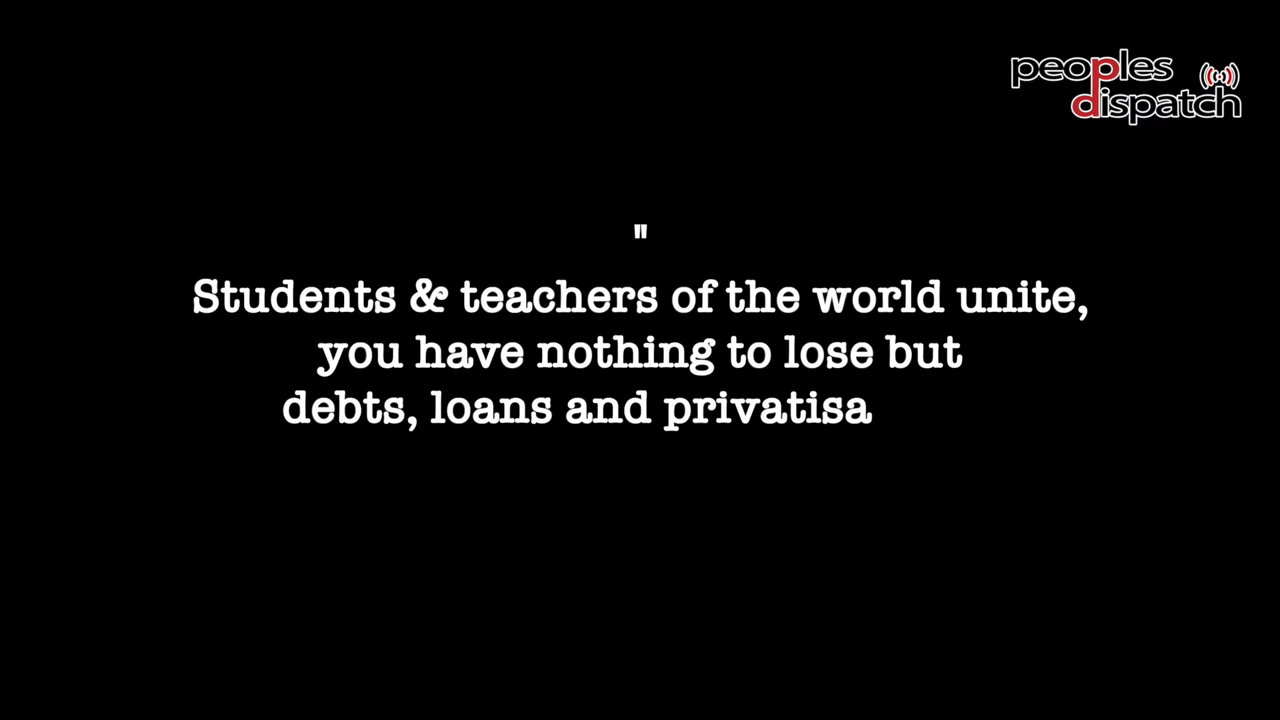 peoples
dispatch
"
Students & teachers of the world unite,
you have nothing to lose but
debts, loans and privatisa